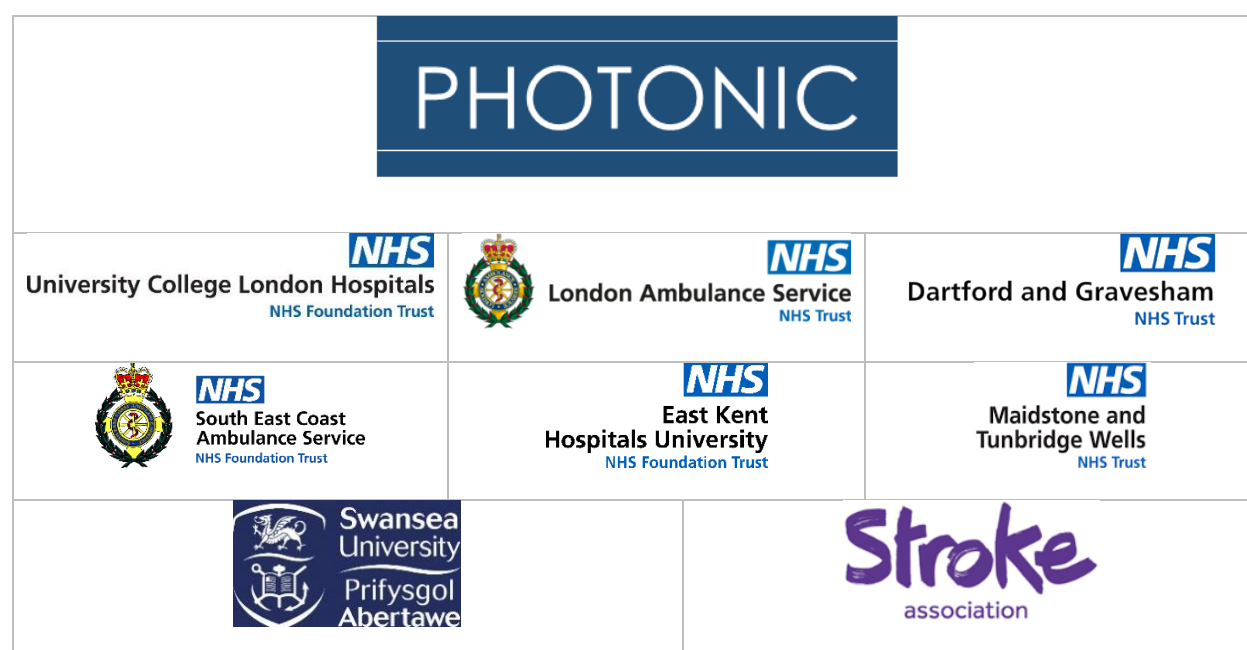 PHOTONIC
NHS
University College London Hospitals
NHS Foundation Trust
NHS
London Ambulance Service
NHS Trust
NHS
Dartford and Gravesham
NHS Trust
NHS
South East Coast
Ambulance Service
NHS Foundation Trust
NHS
East Kent
Hospitals University
NHS Foundation Trust
NHS
Maidstone and
Tunbridge Wells
NHS Trust
Swansea
University
Prifysgol
Abertawe
Stroke
association